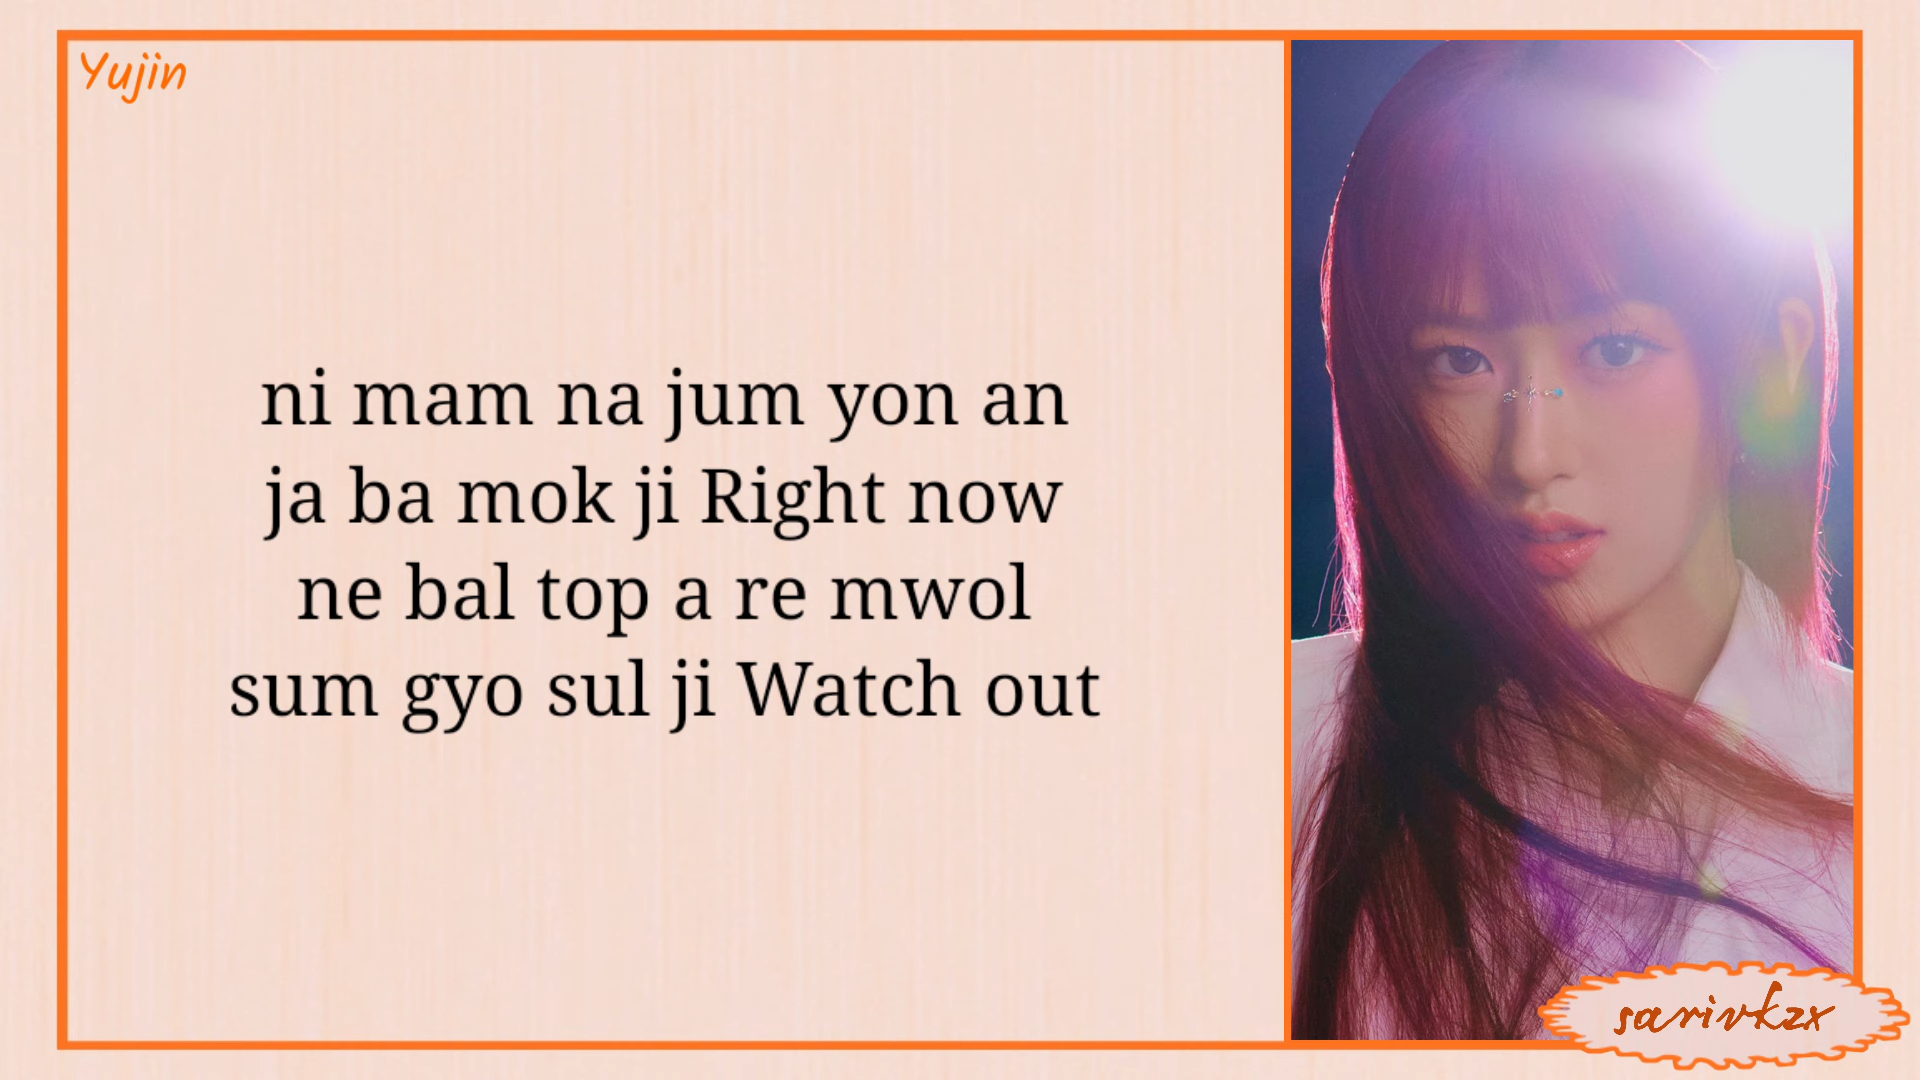 Yujin
ni mam na jum yon an
ja ba mok ji Right now
ne bal top a re mwol
sum gyo sul ji Watch out
sarivkzx